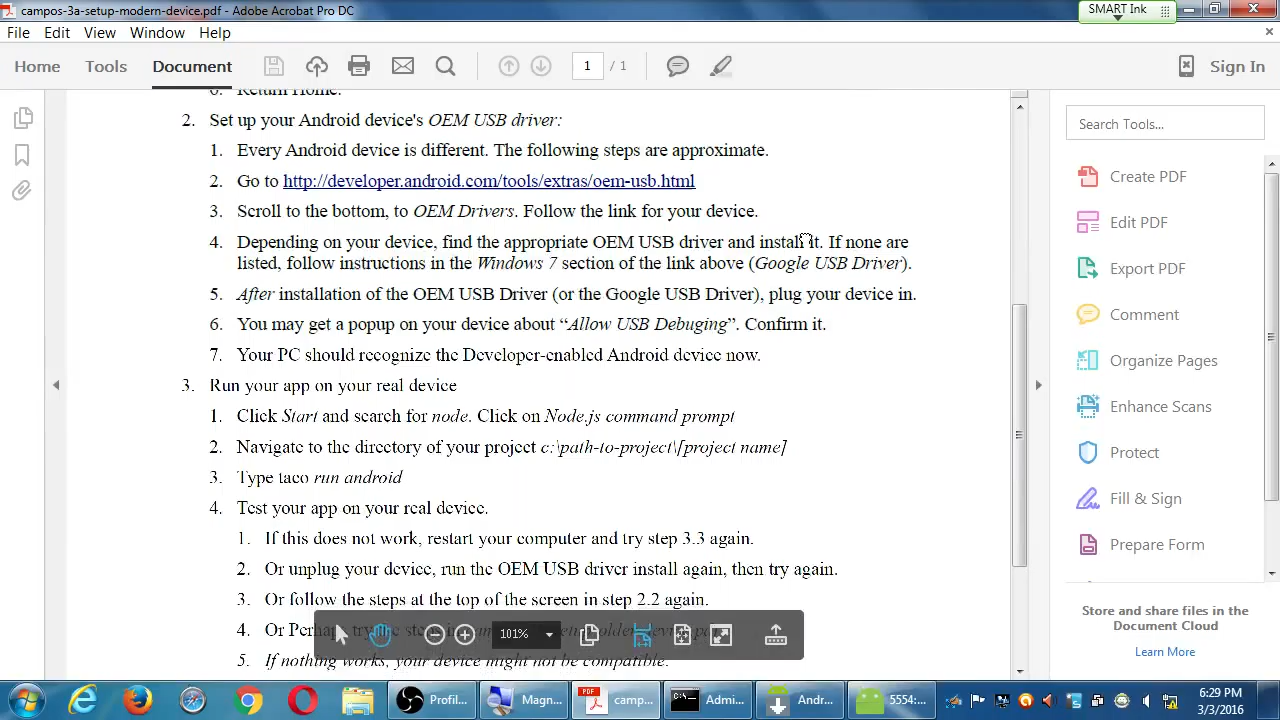 campos-3a-setup-modern-device.pdf - Adobe Acrobat Pro DC
SMART Ink
File Edit View Window Help
Home Tools Document 1 / 1 Sign In
6. Return Home.
2. Set up your Android device's OEM USB driver:
1. Every Android device is different. The following steps are approximate.
2. Go to http://developer.android.com/tools/extras/oem-usb.html
3. Scroll to the bottom, to OEM Drivers. Follow the link for your device.
4. Depending on your device, find the appropriate OEM USB driver and install it. If none are
listed, follow instructions in the Windows 7 section of the link above (Google USB Driver).
5. After installation of the OEM USB Driver (or the Google USB Driver), plug your device in.
6. You may get a popup on your device about “Allow USB Debuging”. Confirm it.
7. Your PC should recognize the Developer-enabled Android device now.
3. Run your app on your real device
1. Click Start and search for node. Click on Node.js command prompt
2. Navigate to the directory of your project c:\path-to-project\[project name]
3. Type taco run android
4. Test your app on your real device.
1. If this does not work, restart your computer and try step 3.3 again.
2. Or unplug your device, run the OEM USB driver install again, then try again.
3. Or follow the steps at the top of the screen in step 2.2 again.
4. Or Perhaps try the steps in
5. If nothing works, your device might not be compatible.
101%
Search Tools...
Create PDF
Edit PDF
Export PDF
Comment
Organize Pages
Enhance Scans
Protect
Fill & Sign
Prepare Form
Store and share files in the
Document Cloud
Learn More
Profil...
Magn...
PDF
camp...
C:\
Admi...
Andr...
5554:...
6:29 PM
3/3/2016